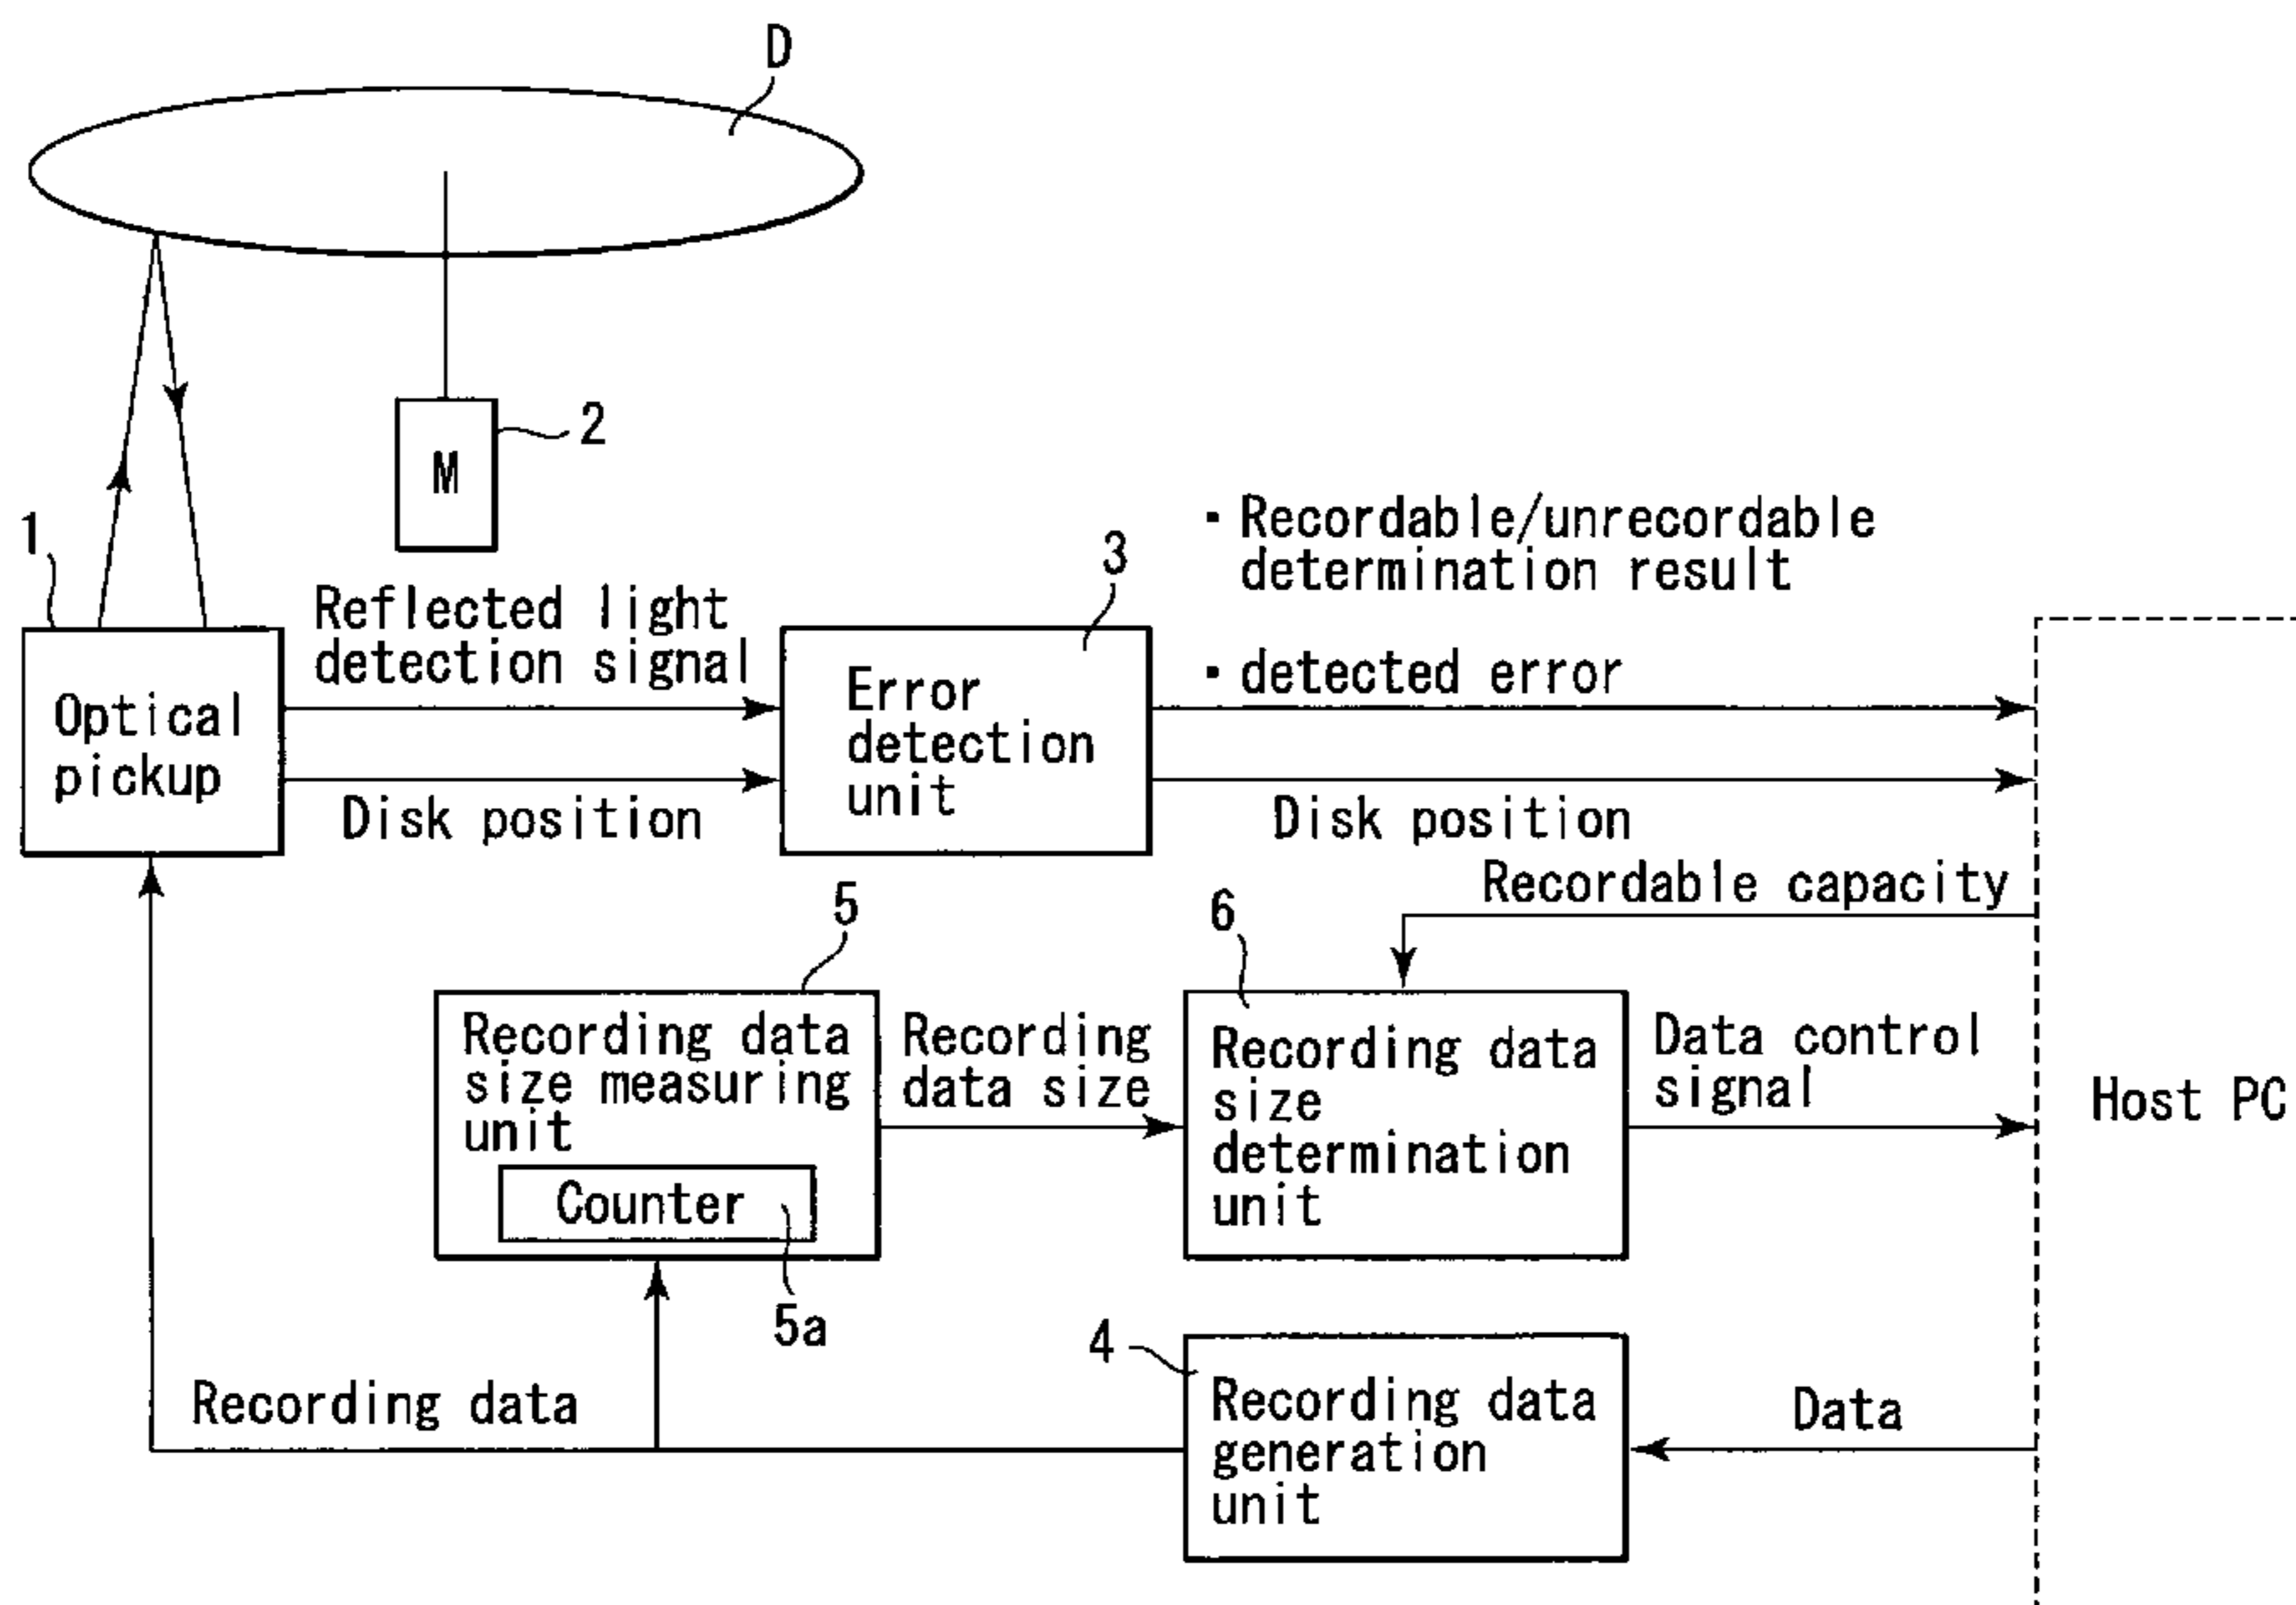 D
2
M
1
Reflected light
detection signal
3
・Recordable/unrecordable
determination result
・detected error
Optical
pickup
Error
detection
unit
Disk position
Disk position
Recordable capacity
5
6
Recording data
size measuring
unit
Counter
5a
Recording
data size
Recording data
size
determination
unit
Data control
signal
Host PC
4
Recording data
Recording data
generation
unit
Data